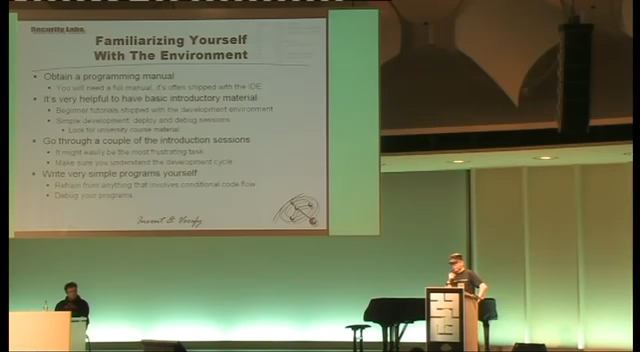 Recurity Labs
Familiarizing Yourself
With The Environment
• Obtain a programming manual
• You will need a full manual, it's often shipped with the IDE
• It's very helpful to have basic introductory material
• Beginner tutorials shipped with the development environment
• Simple development, deploy and debug sessions
• Look for university course material
• Go through a couple of the introduction sessions
• It might easily be the most frustrating task
• Make sure you understand the development cycle
• Write very simple programs yourself
• Refrain from anything that involves conditional code flow
• Debug your programs
Invent & Verify